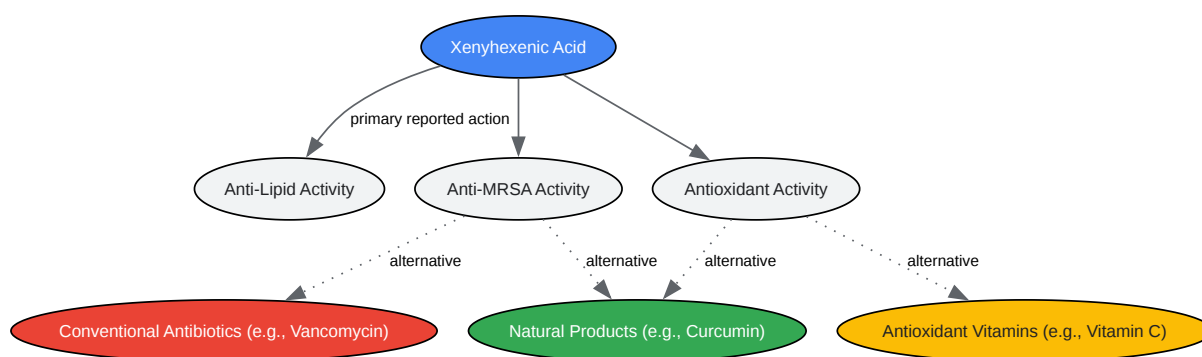 Xenyhexenic Acid
primary reported action
Anti-Lipid Activity
Anti-MRSA Activity
Antioxidant Activity
alternative
alternative
alternative
alternative
Conventional Antibiotics (e.g., Vancomycin)
Natural Products (e.g., Curcumin)
Antioxidant Vitamins (e.g., Vitamin C)